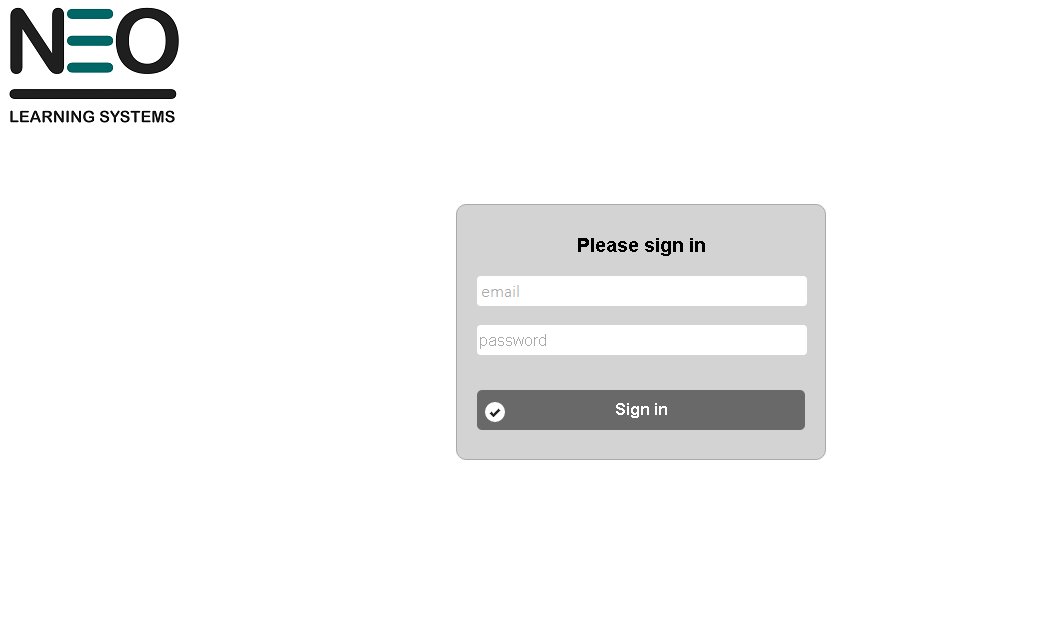 NEO
LEARNING SYSTEMS
Please sign in
email
password
Sign in